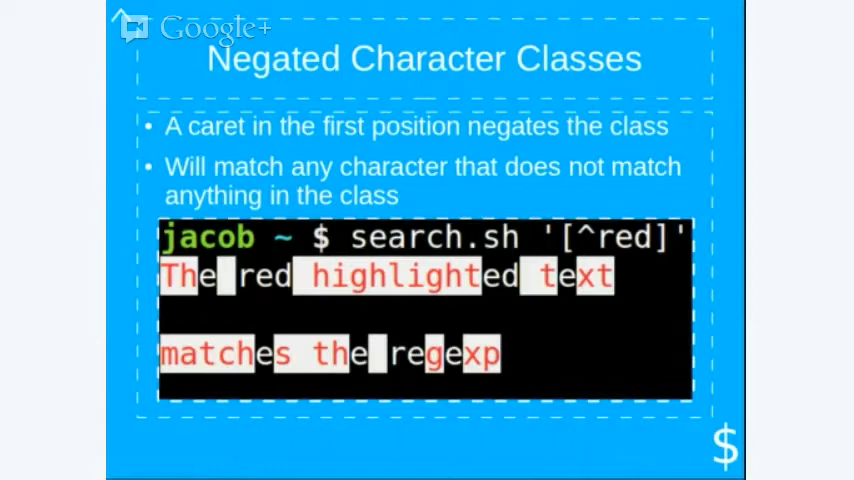 ^
Google+
Negated Character Classes
• A caret in the first position negates the class
• Will match any character that does not match
anything in the class
jacob ~ $ search.sh '[^red]'
The red highlighted text
matches the regexp
$